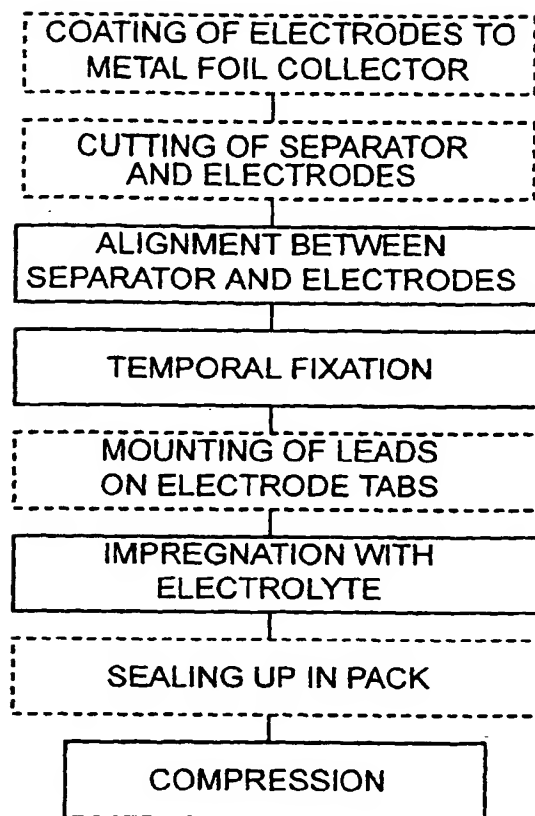 COATING OF ELECTRODES TO
METAL FOIL COLLECTOR
CUTTING OF SEPARATOR
AND ELECTRODES
ALIGNMENT BETWEEN
SEPARATOR AND ELECTRODES
TEMPORAL FIXATION
MOUNTING OF LEADS
ON ELECTRODE TABS
IMPREGNATION WITH
ELECTROLYTE
SEALING UP IN PACK
COMPRESSION